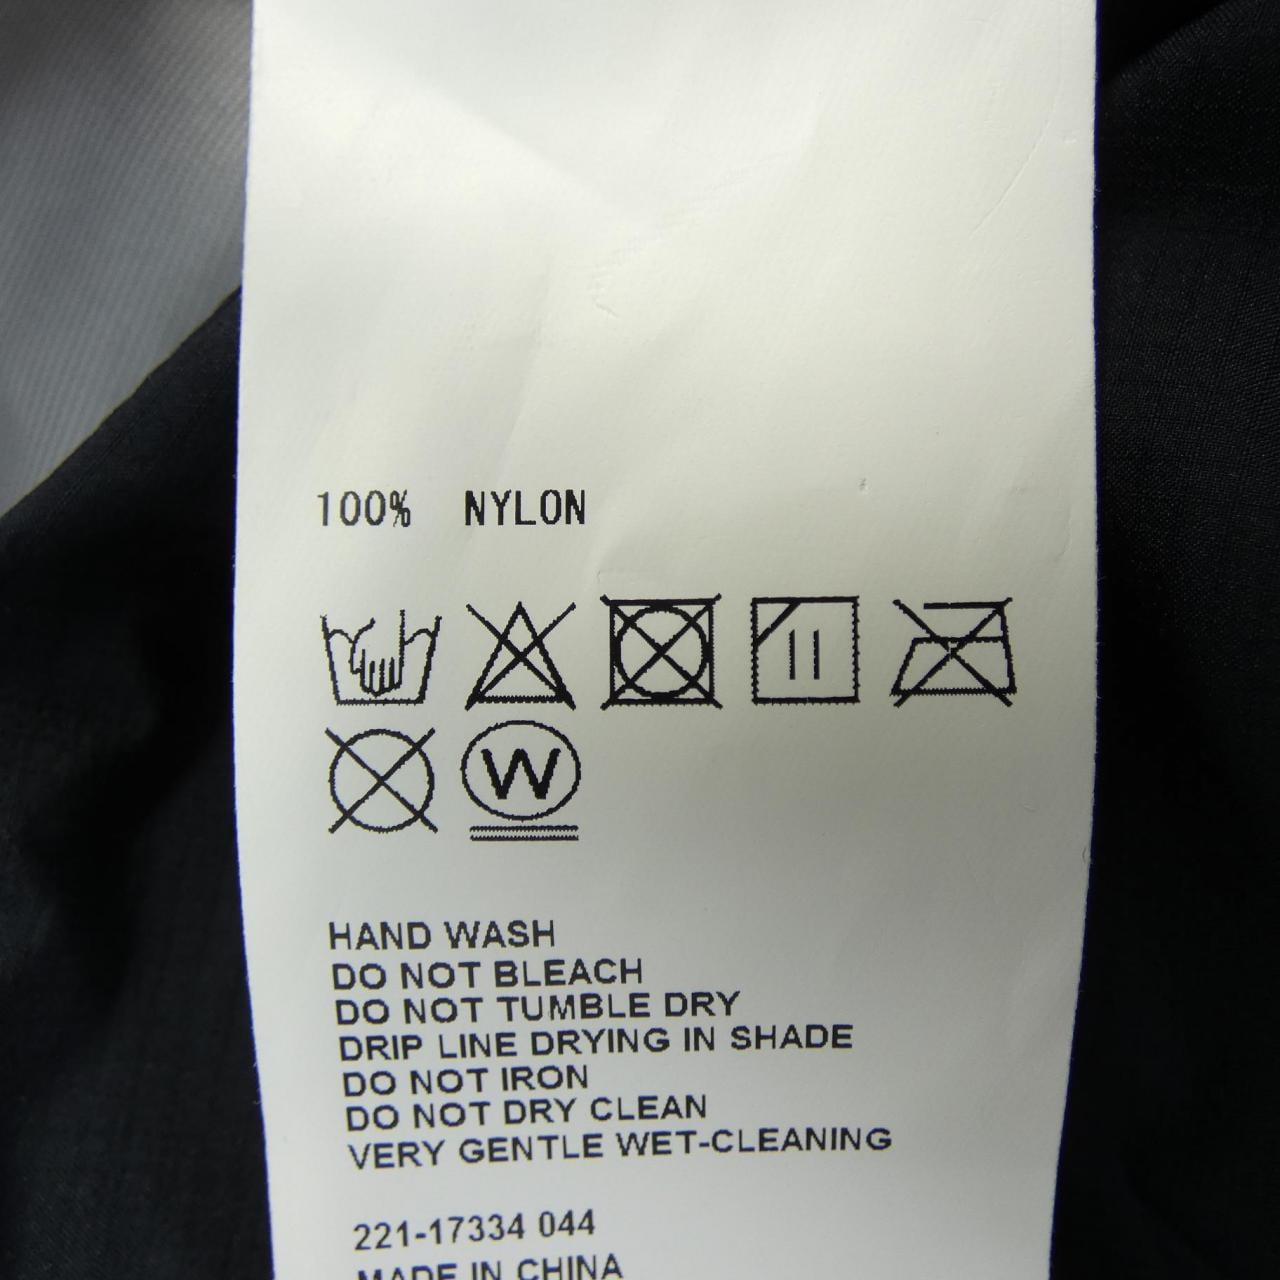 100% NYLON
W
HAND WASH
DO NOT BLEACH
DO NOT TUMBLE DRY
DRIP LINE DRYING IN SHADE
DO NOT IRON
DO NOT DRY CLEAN
VERY GENTLE WET-CLEANING
221-17334 044
MADE IN CHINA